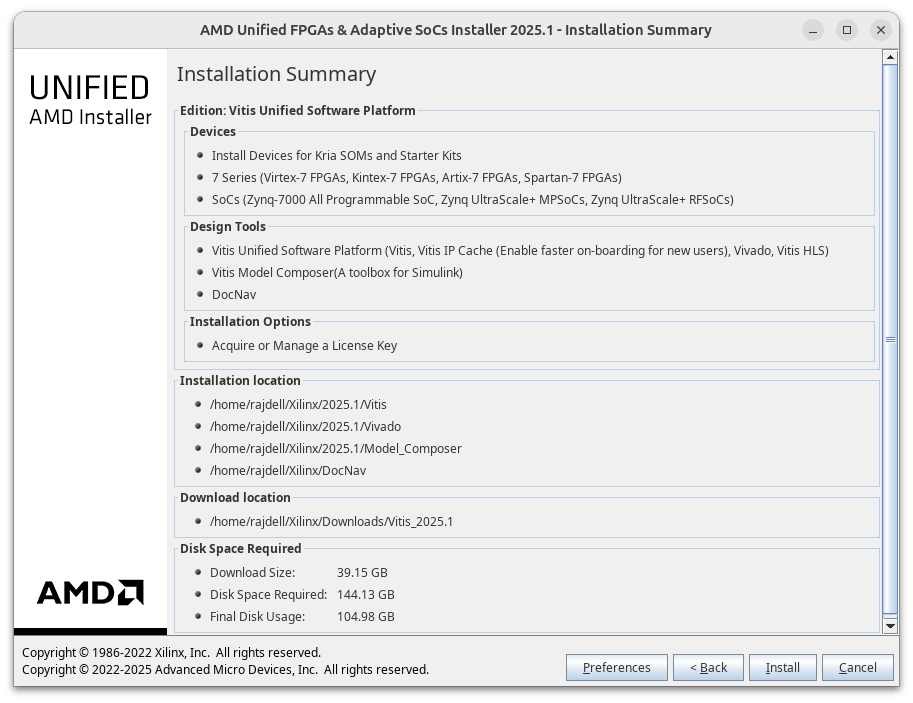 AMD Unified FPGAs & Adaptive SoCs Installer 2025.1 - Installation Summary
UNIFIED
AMD Installer
Installation Summary
Edition: Vitis Unified Software Platform
Devices
Install Devices for Kria SOMs and Starter Kits
7 Series (Virtex-7 FPGAs, Kintex-7 FPGAs, Artix-7 FPGAs, Spartan-7 FPGAs)
SoCs (Zynq-7000 All Programmable SoC, Zynq UltraScale+ MPSoCs, Zynq UltraScale+ RFSoCs)
Design Tools
Vitis Unified Software Platform (Vitis, Vitis IP Cache (Enable faster on-boarding for new users), Vivado, Vitis HLS)
Vitis Model Composer(A toolbox for Simulink)
DocNav
Installation Options
Acquire or Manage a License Key
Installation location
/home/rajdell/Xilinx/2025.1/Vitis
/home/rajdell/Xilinx/2025.1/Vivado
/home/rajdell/Xilinx/2025.1/Model_Composer
/home/rajdell/Xilinx/DocNav
Download location
/home/rajdell/Xilinx/Downloads/Vitis_2025.1
Disk Space Required
Download Size: 39.15 GB
Disk Space Required: 144.13 GB
Final Disk Usage: 104.98 GB
AMD
Copyright © 1986-2022 Xilinx, Inc. All rights reserved.
Copyright © 2022-2025 Advanced Micro Devices, Inc. All rights reserved.
Preferences < Back Install Cancel